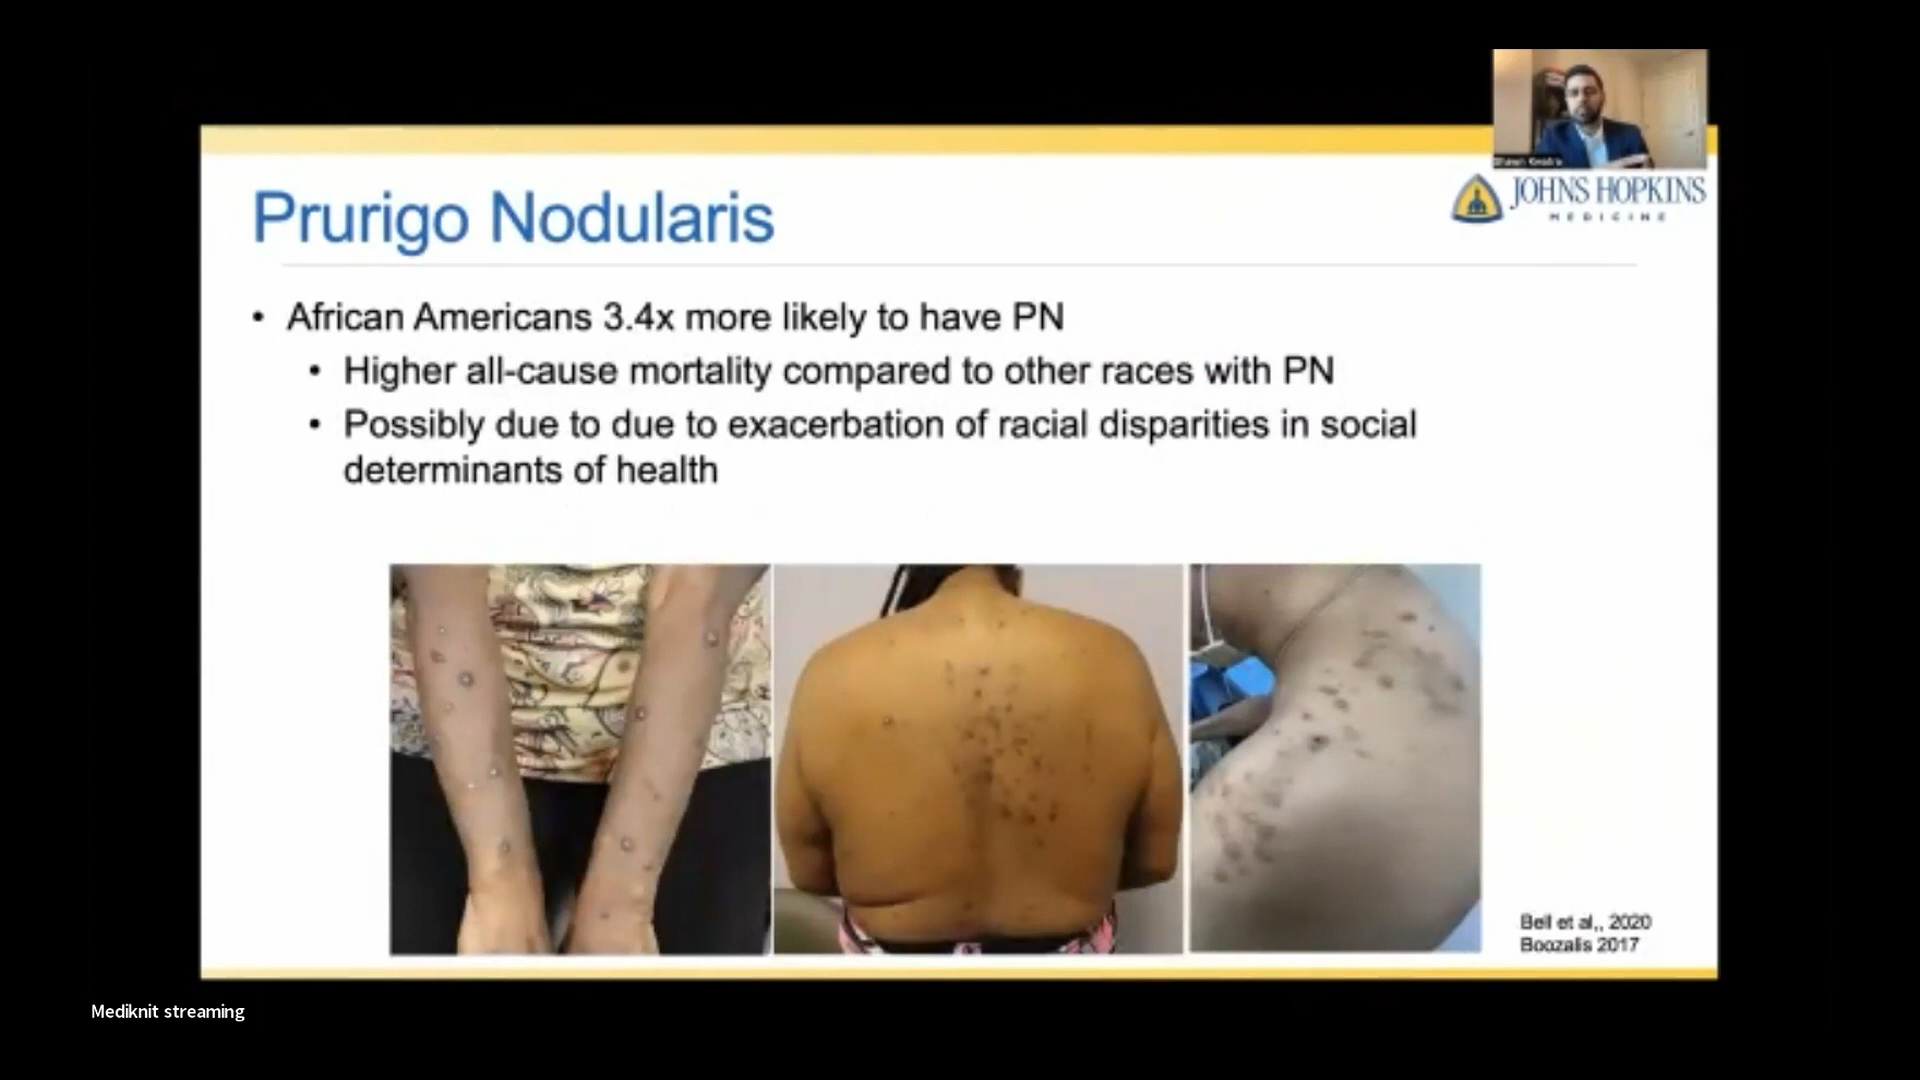 Shawn Kwatra
JOHNS HOPKINS
MEDICINE
Prurigo Nodularis
• African Americans 3.4x more likely to have PN
• Higher all-cause mortality compared to other races with PN
• Possibly due to due to exacerbation of racial disparities in social
determinants of health
Bell et al,, 2020
Boozalis 2017
Mediknit streaming